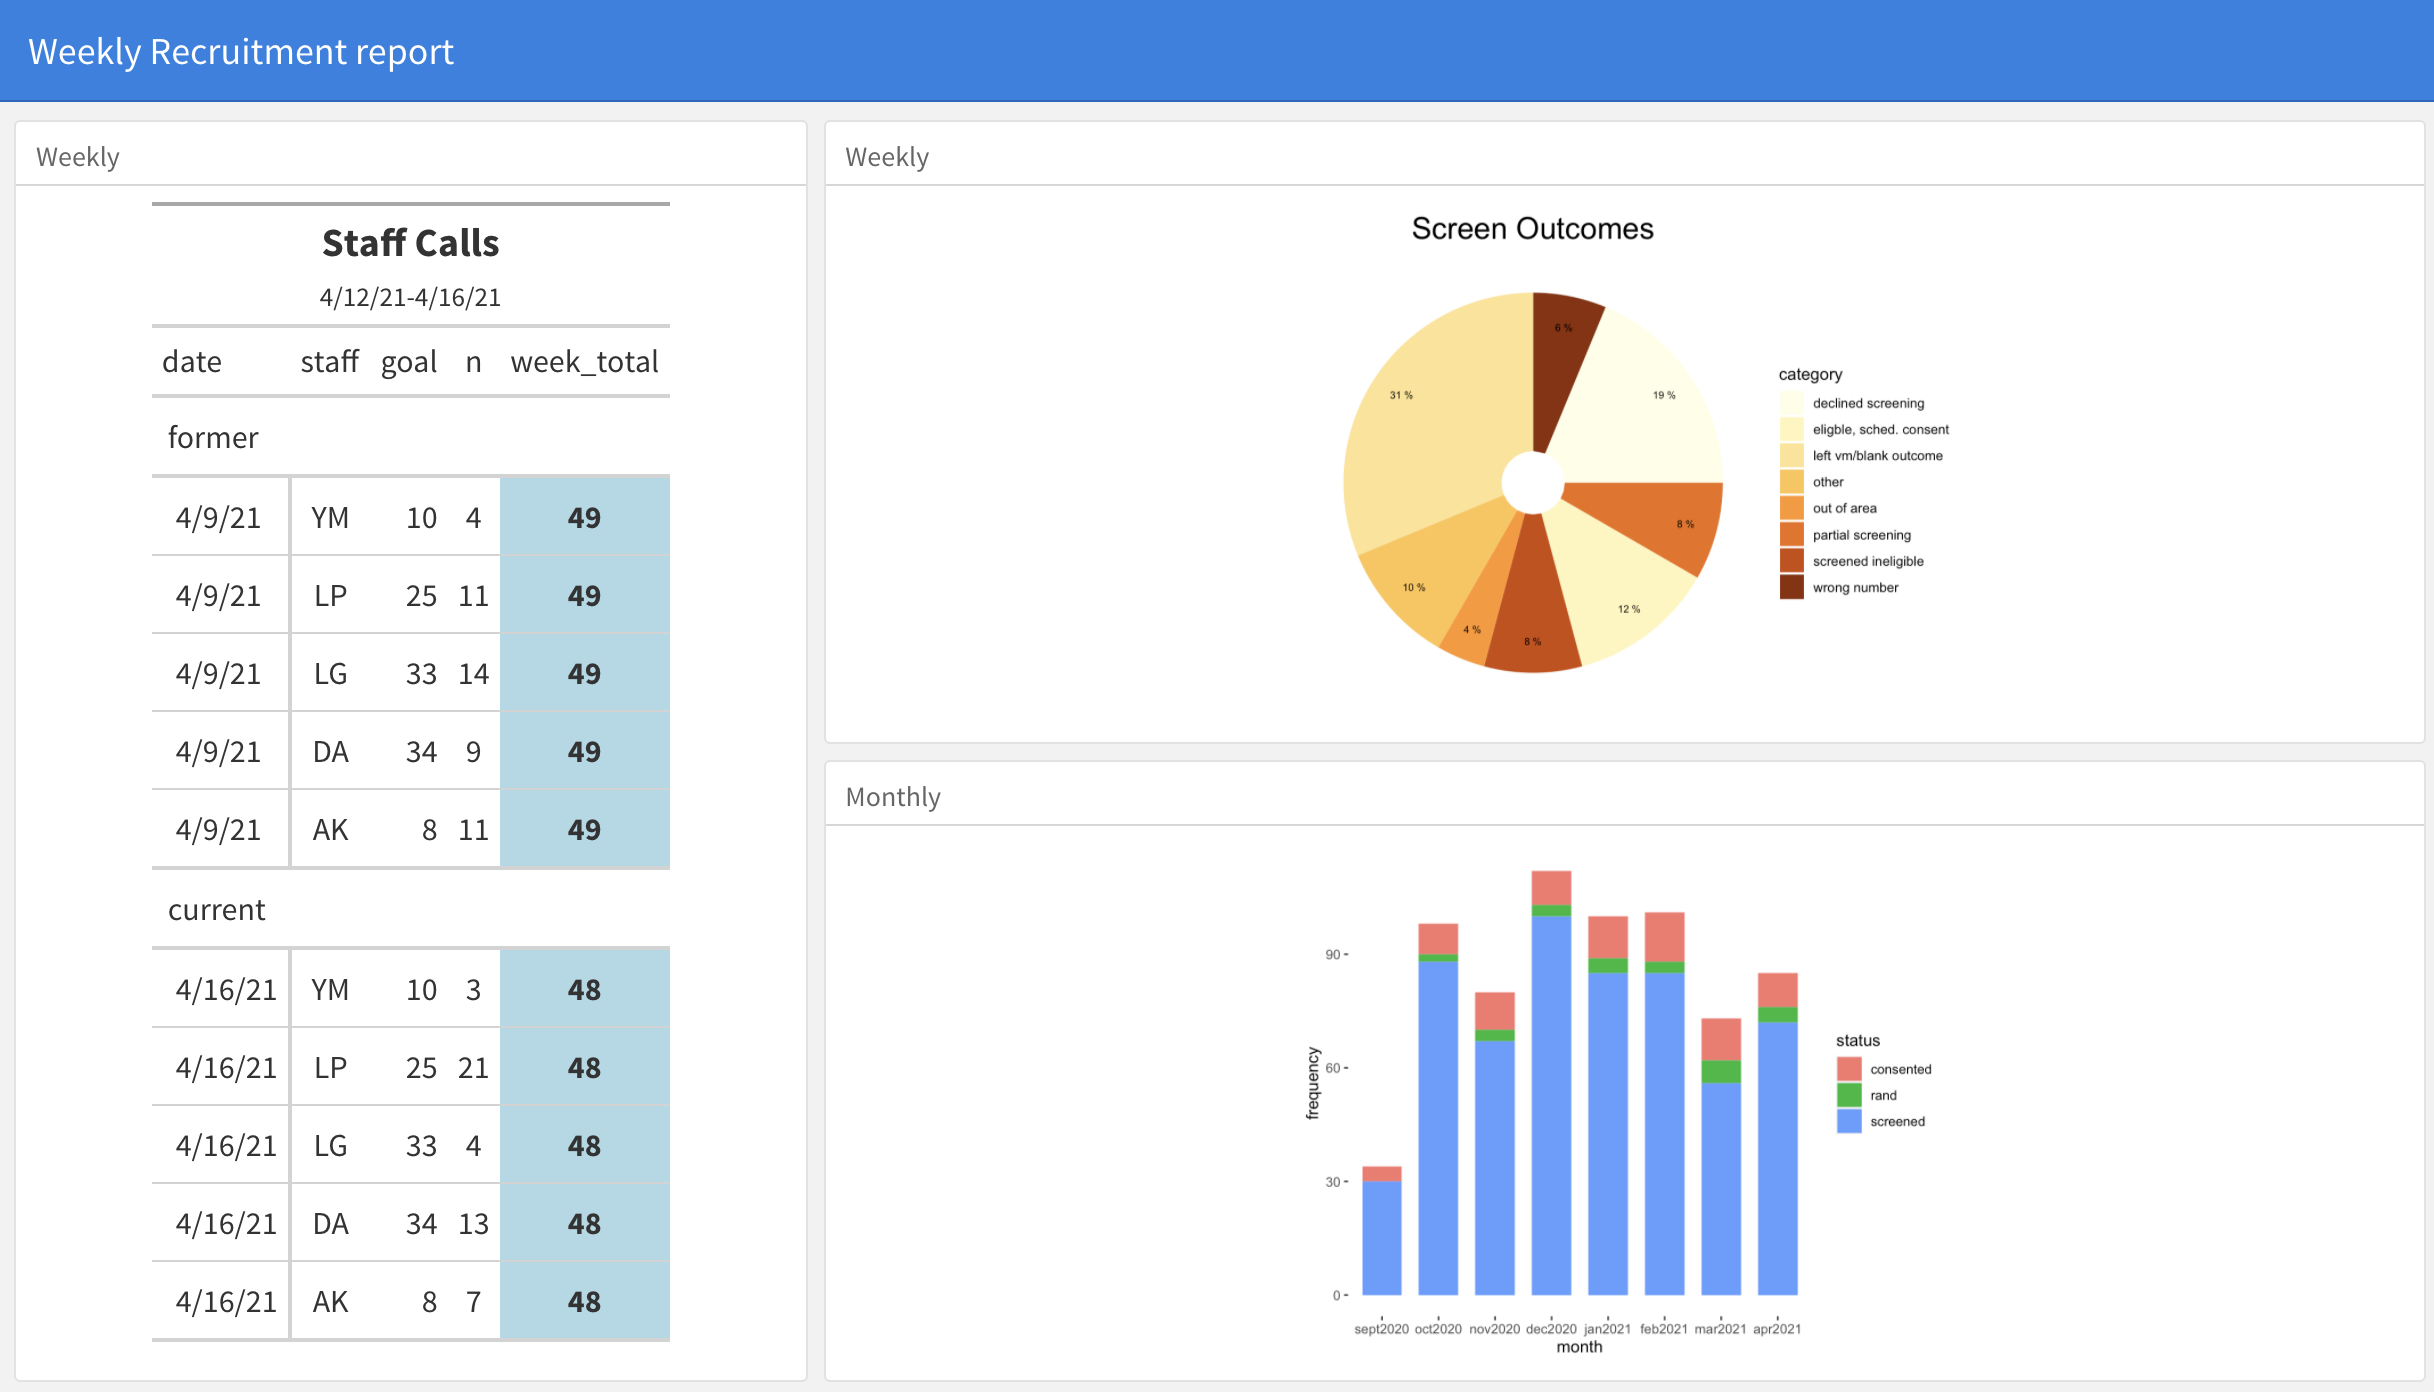 Weekly Recruitment report
Weekly
Staff Calls
4/12/21-4/16/21
date staff goal n week_total
former
4/9/21 YM 10 4 49
4/9/21 LP 25 11 49
4/9/21 LG 33 14 49
4/9/21 DA 34 9 49
4/9/21 AK 8 11 49
current
4/16/21 YM 10 3 48
4/16/21 LP 25 21 48
4/16/21 LG 33 4 48
4/16/21 DA 34 13 48
4/16/21 AK 8 7 48
Weekly
Screen Outcomes
6 %
19 %
31 %
8 %
10 %
12 %
4 %
8 %
category
declined screening
eligble, sched. consent
left vm/blank outcome
other
out of area
partial screening
screened ineligible
wrong number
Monthly
frequency
90
60
30
0
sept2020 oct2020 nov2020 dec2020 jan2021 feb2021 mar2021 apr2021
month
status
consented
rand
screened